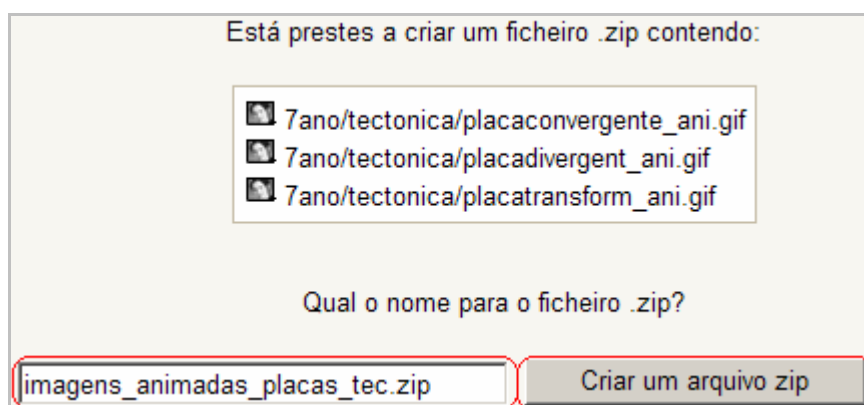 Está prestes a criar um ficheiro .zip contendo:
7ano/tectonica/placaconvergente_ani.gif
7ano/tectonica/placadivergent_ani.gif
7ano/tectonica/placatransform_ani.gif
Qual o nome para o ficheiro .zip?
imagens_animadas_placas_tec.zip Criar um arquivo zip